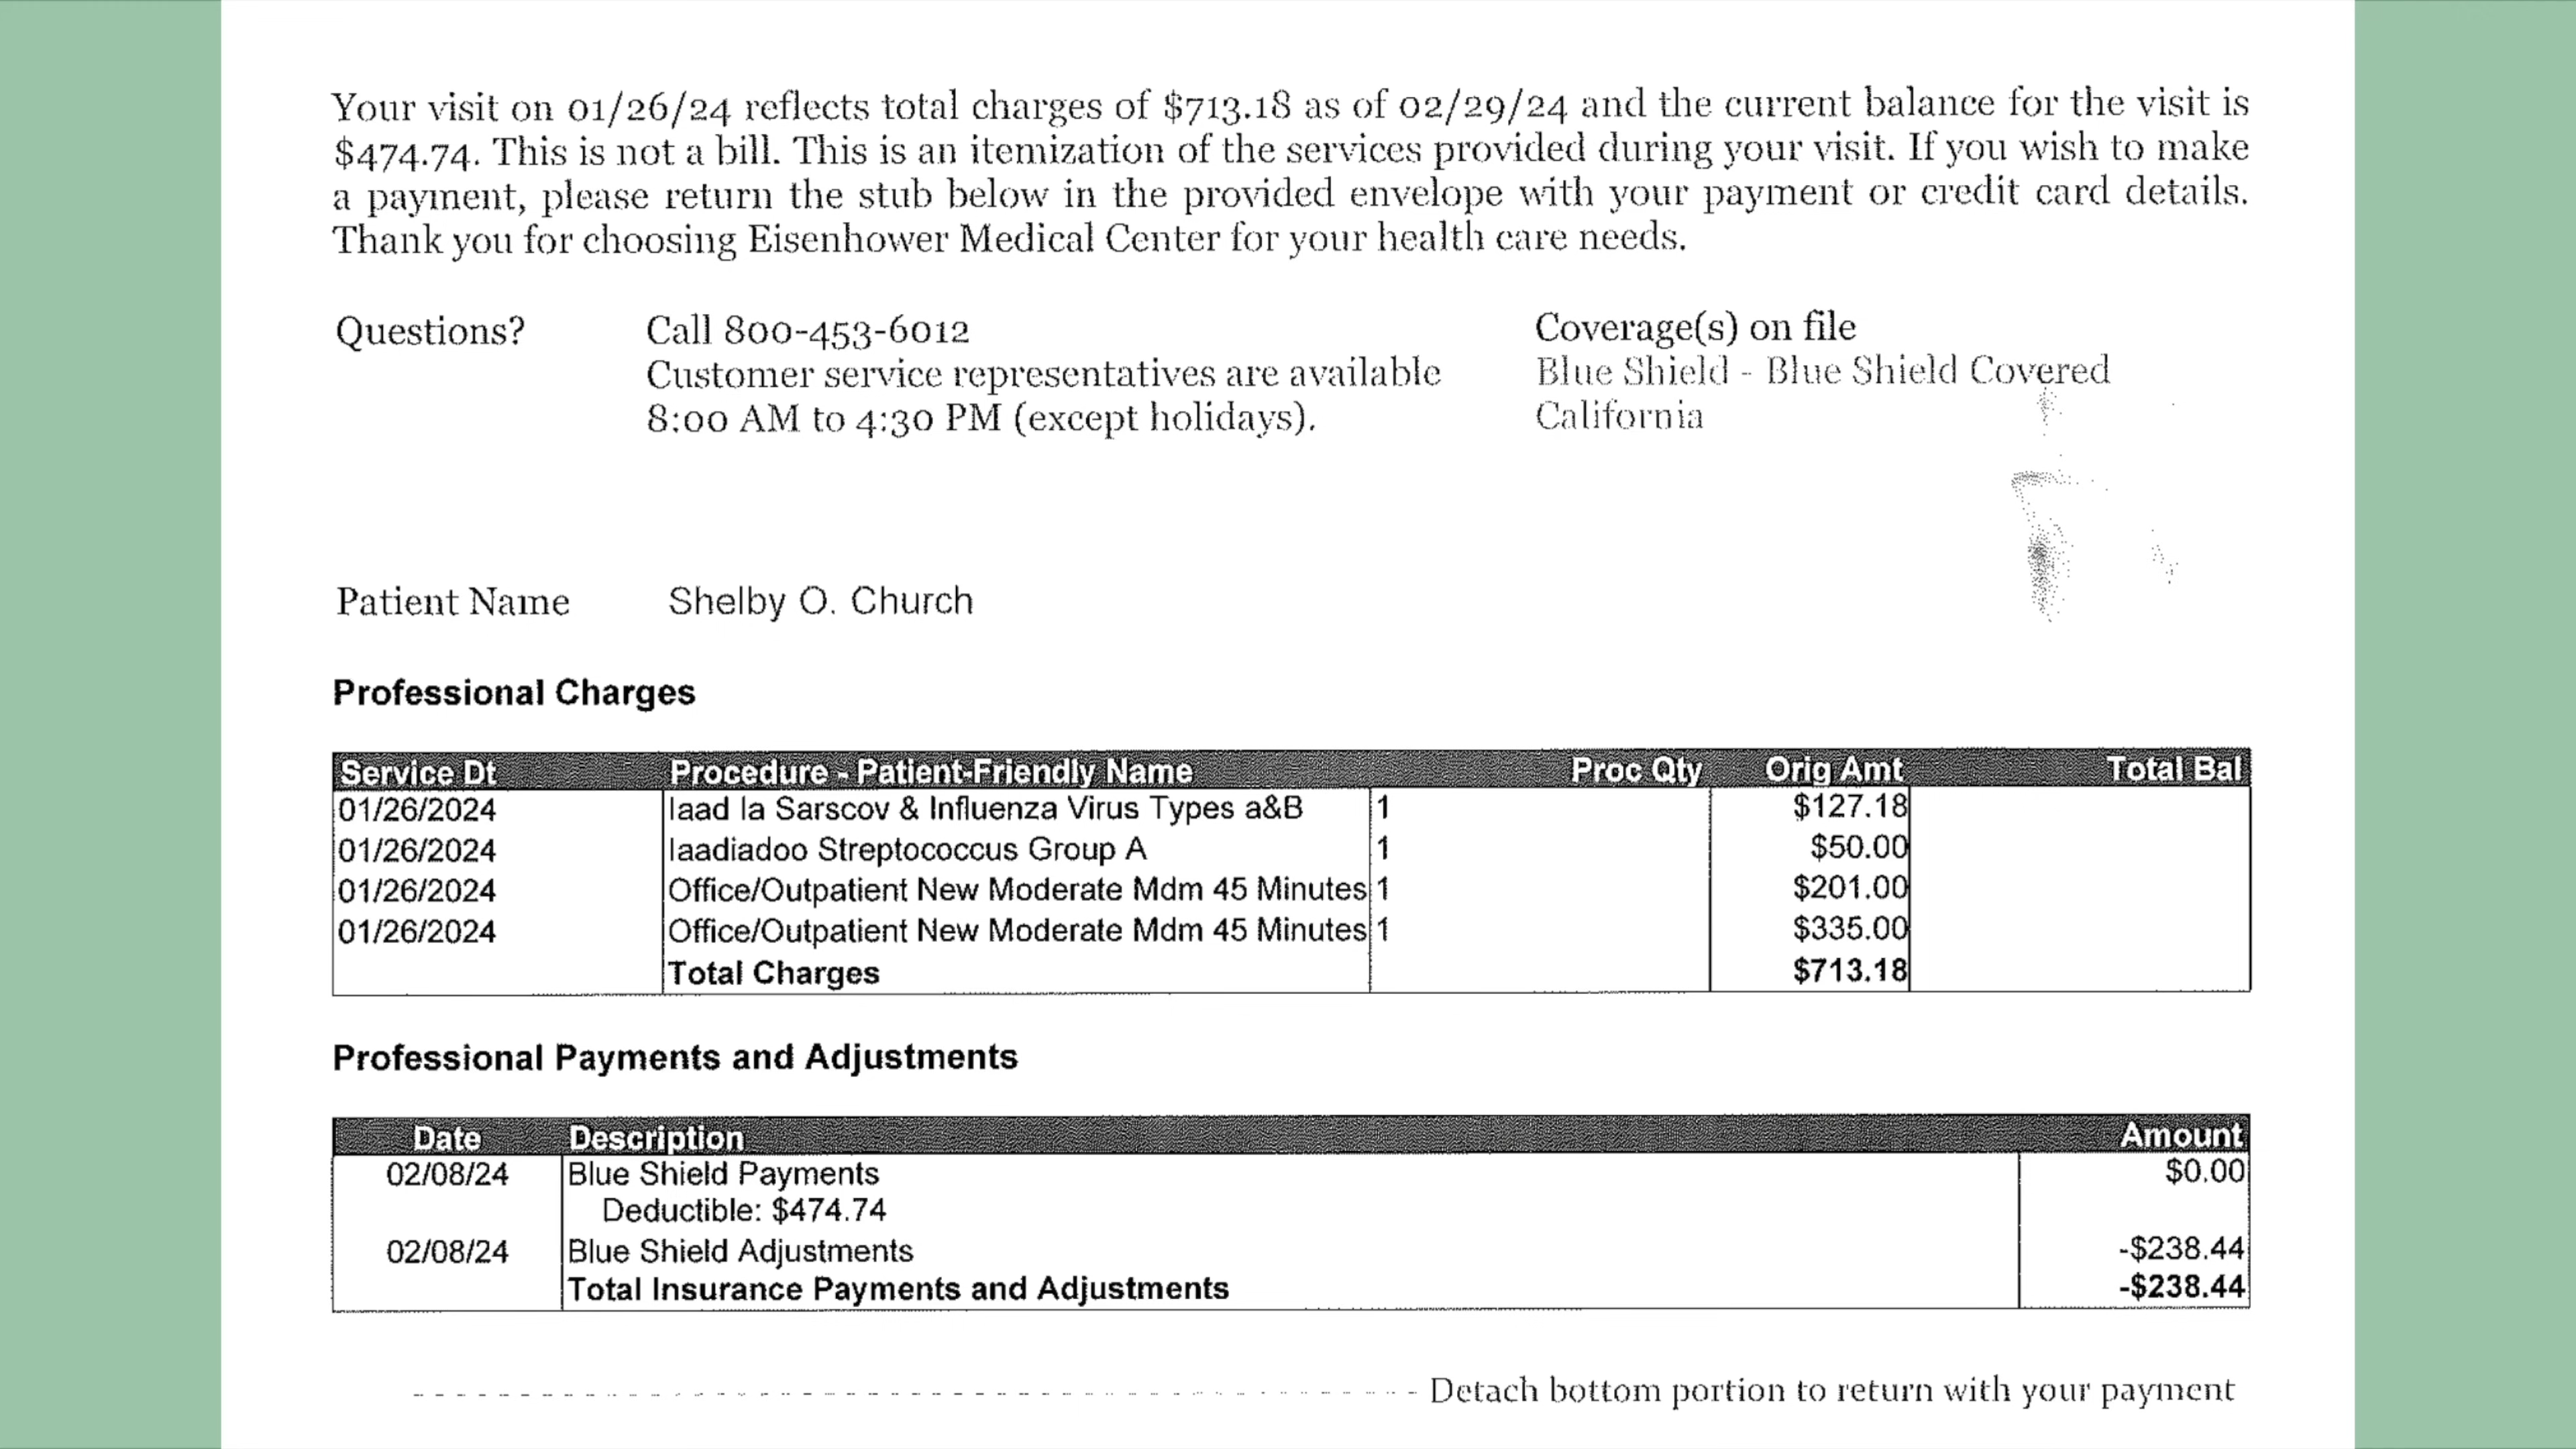 Your visit on 01/26/24 reflects total charges of $713.18 as of 02/29/24 and the current balance for the visit is
$474.74. This is not a bill. This is an itemization of the services provided during your visit. If you wish to make
a payment, please return the stub below in the provided envelope with your payment or credit card details.
Thank you for choosing Eisenhower Medical Center for your health care needs.
Questions? Call 800-453-6012 Coverage(s) on file
Customer service representatives are available Blue Shield - Blue Shield Covered
8:00 AM to 4:30 PM (except holidays). California
Patient Name Shelby O. Church
Professional Charges
Service Dt Procedure - Patient-Friendly Name Proc Qty Orig Amt Total Bal
01/26/2024 Iaad Ia Sarscov & Influenza Virus Types a&B 1 $127.18
01/26/2024 Iaadiadoo Streptococcus Group A 1 $50.00
01/26/2024 Office/Outpatient New Moderate Mdm 45 Minutes 1 $201.00
01/26/2024 Office/Outpatient New Moderate Mdm 45 Minutes 1 $335.00
Total Charges $713.18
Professional Payments and Adjustments
Date Description Amount
02/08/24 Blue Shield Payments $0.00
Deductible: $474.74
02/08/24 Blue Shield Adjustments -$238.44
Total Insurance Payments and Adjustments -$238.44
Detach bottom portion to return with your payment